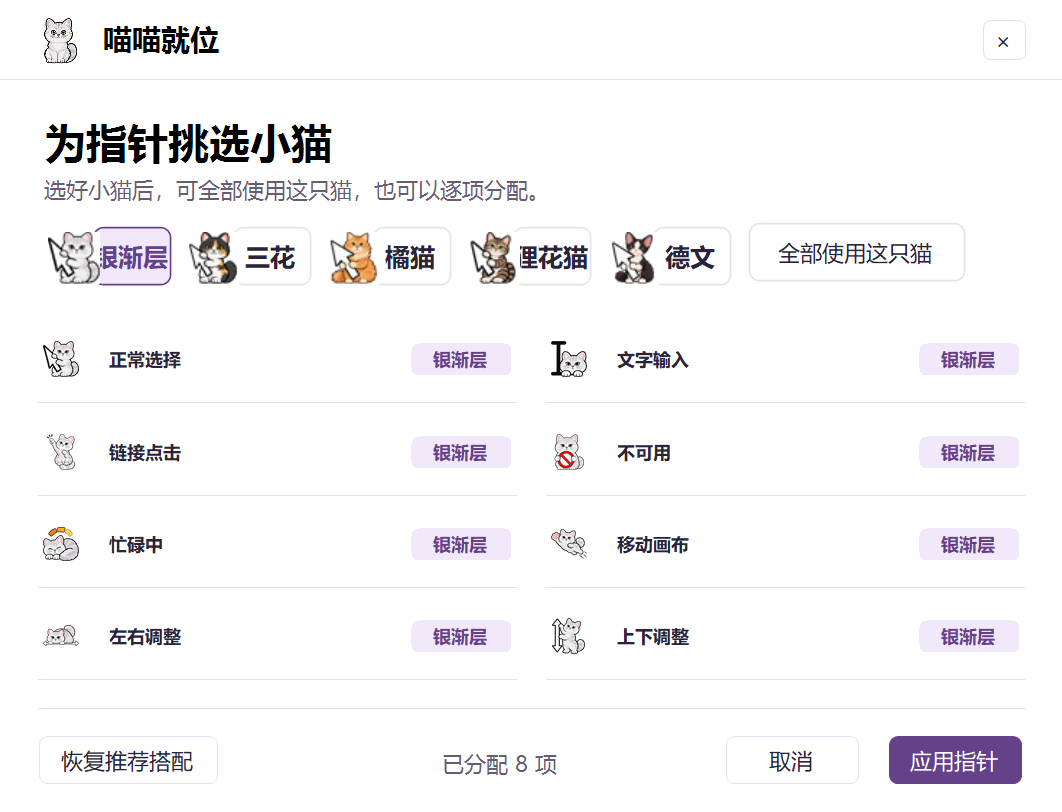 喵喵就位
×
为指针挑选小猫
选好小猫后，可全部使用这只猫，也可以逐项分配。
银渐层 三花 橘猫 狸花猫 德文 全部使用这只猫
正常选择 银渐层 文字输入 银渐层
链接点击 银渐层 不可用 银渐层
忙碌中 银渐层 移动画布 银渐层
左右调整 银渐层 上下调整 银渐层
恢复推荐搭配 已分配 8 项 取消 应用指针